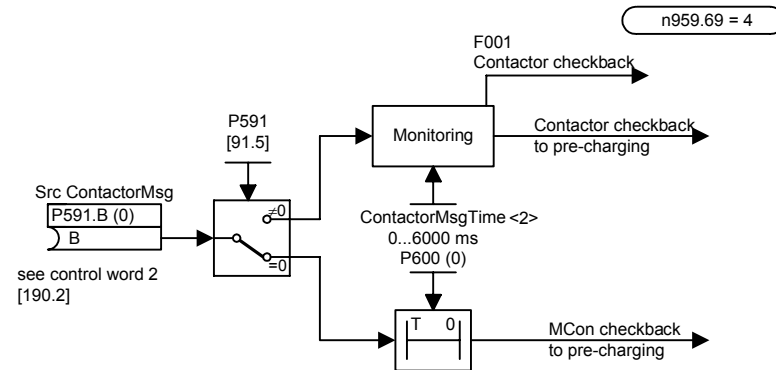 n959.69 = 4
F001
Contactor checkback
P591
[91.5]
Monitoring
Contactor checkback
to pre-charging
Src ContactorMsg
P591.B (0)
B
≠0
=0
ContactorMsgTime <2>
0...6000 ms
P600 (0)
see control word 2
[190.2]
T 0
MCon checkback
to pre-charging